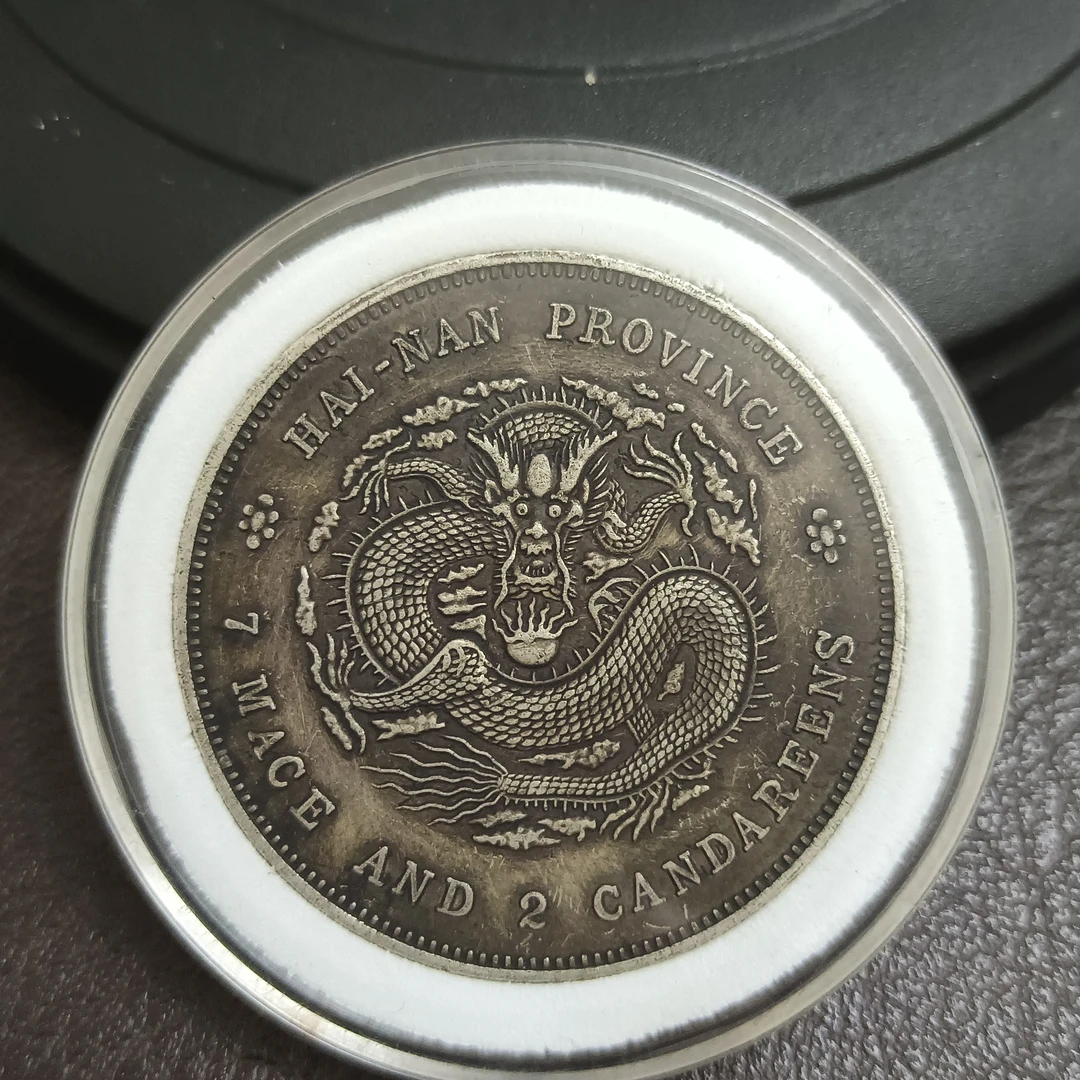 HAI-NAN PROVINCE
7 MACE AND 2 CANDAREENS